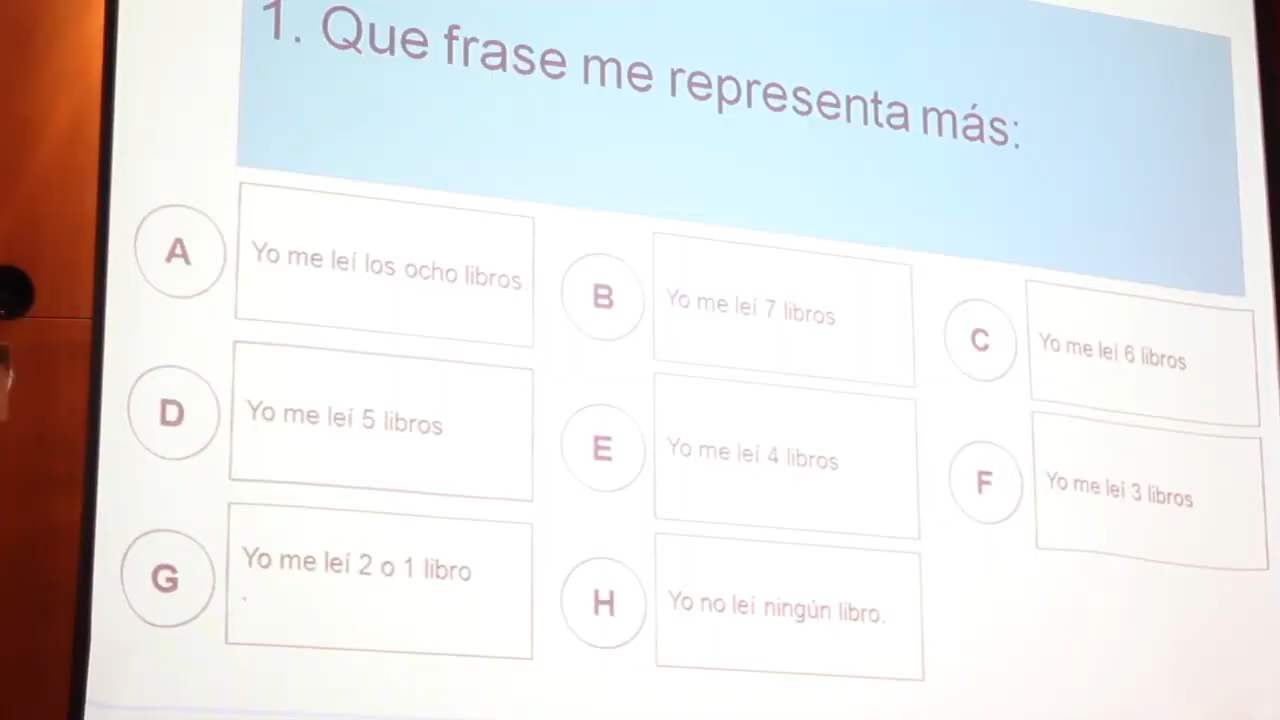 1. Que frase me representa más:
A
Yo me leí los ocho libros.
B
Yo me leí 7 libros
C
Yo me leí 6 libros
D
Yo me leí 5 libros
E
Yo me leí 4 libros
F
Yo me leí 3 libros
G
Yo me leí 2 o 1 libro
.
H
Yo no leí ningún libro.